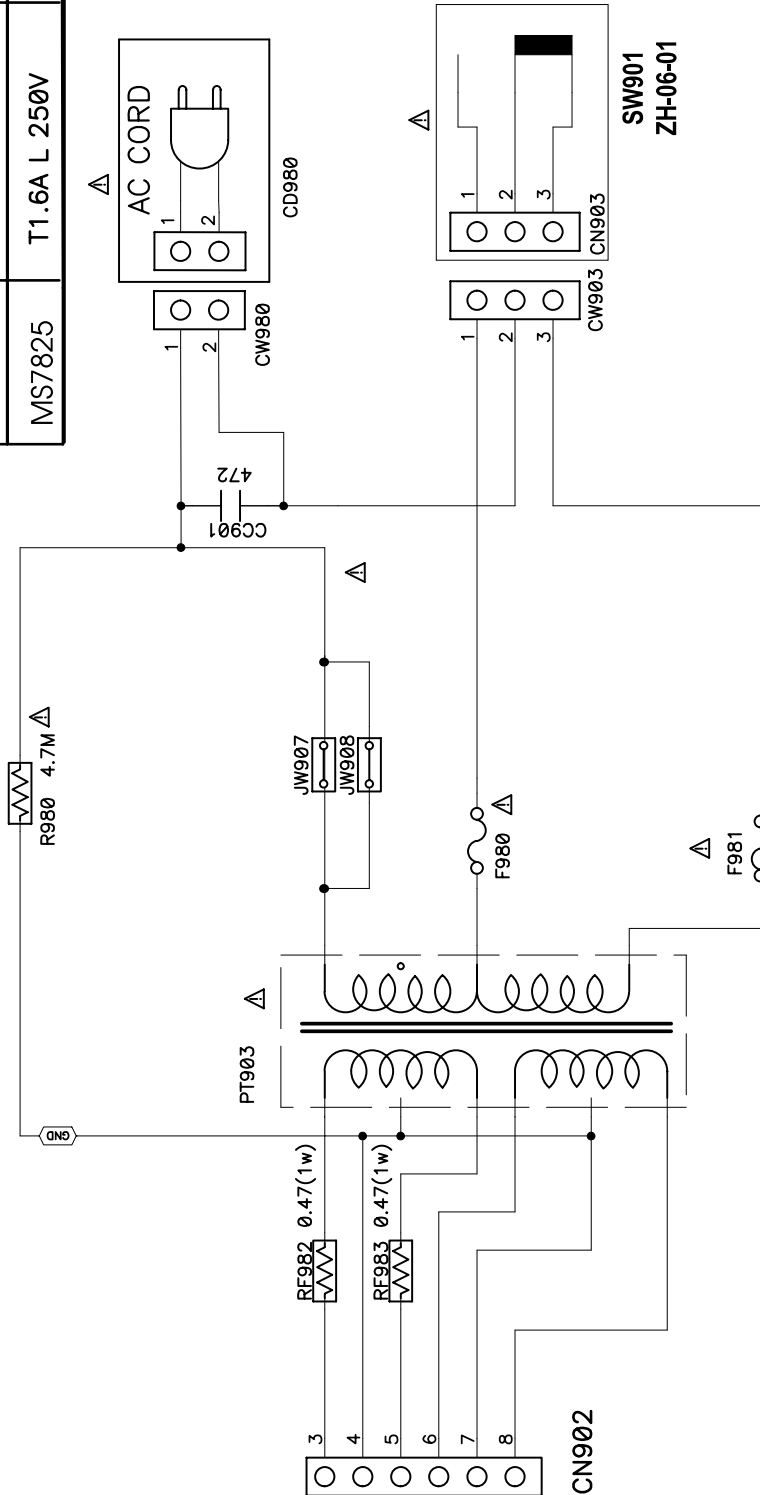 MS7825
T1.6A L 250V
AC CORD
1
2
CD980
1
2
CW980
SW901
ZH-06-01
1
2
3
CN903
1
2
3
CW903
472
CC901
R980 4.7M
JW907
JW908
F980
F981
PT903
GND
RF982 0.47(1w)
RF983 0.47(1w)
3
4
5
6
7
8
CN902